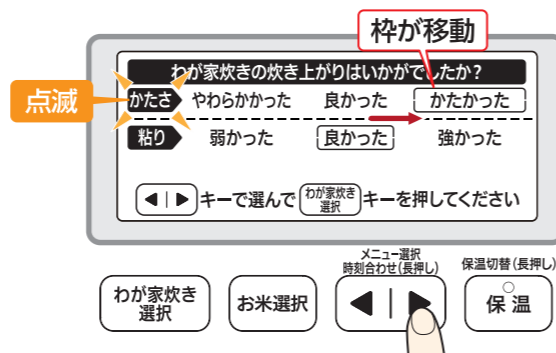 枠が移動
点滅
わが家炊きの炊き上がりはいかがでしたか?
かたさ やわらかかった 良かった かたかった
粘り 弱かった 良かった 強かった
◀|▶キーで選んでわが家炊き選択キーを押してください
メニュー選択
時刻合わせ(長押し)
保温切替(長押し)
わが家炊き
選択
お米選択
◀|▶
保温